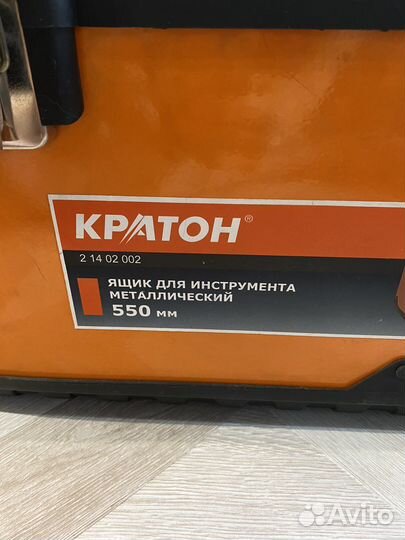 КРАТОН®
2 14 02 002
ЯЩИК ДЛЯ ИНСТРУМЕНТА
МЕТАЛЛИЧЕСКИЙ
550 мм
Avito